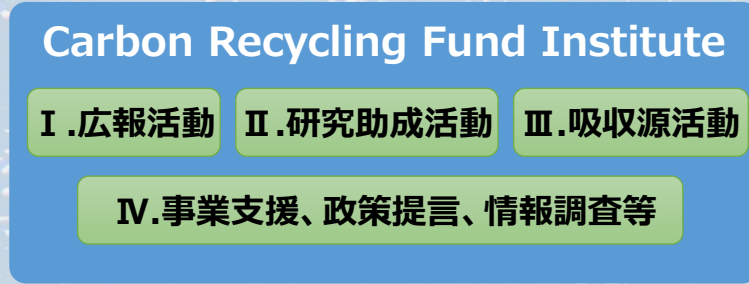 Carbon Recycling Fund Institute
Ⅰ.広報活動 Ⅱ.研究助成活動 Ⅲ.吸収源活動
Ⅳ.事業支援、政策提言、情報調査等